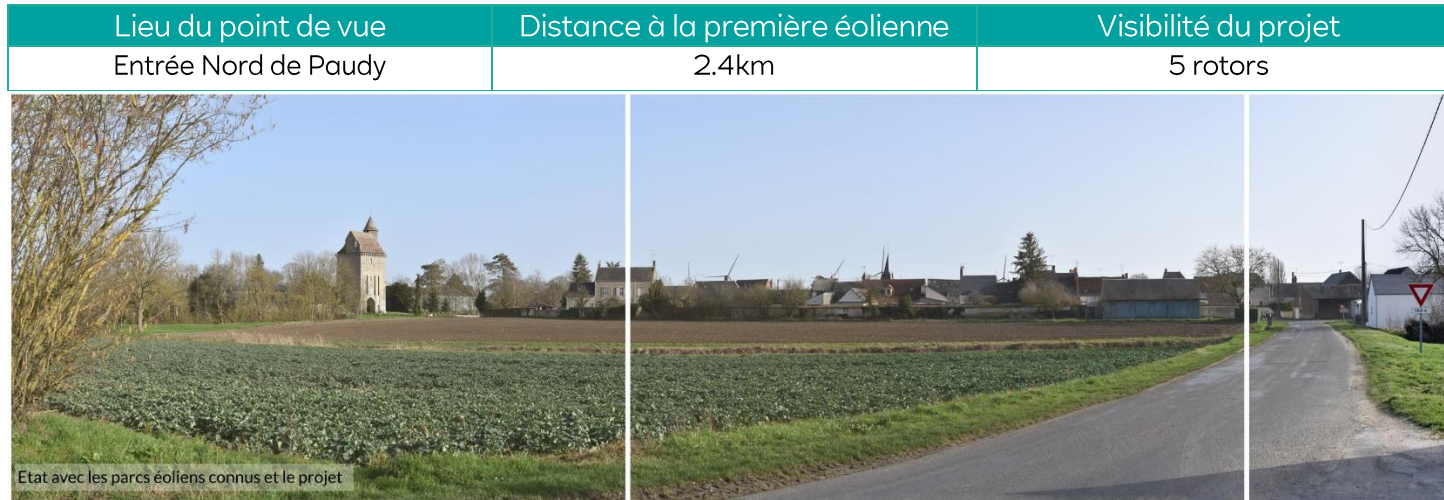 Lieu du point de vue
Distance à la première éolienne
Visibilité du projet
Entrée Nord de Paudy
2.4km
5 rotors
Etat avec les parcs éoliens connus et le projet